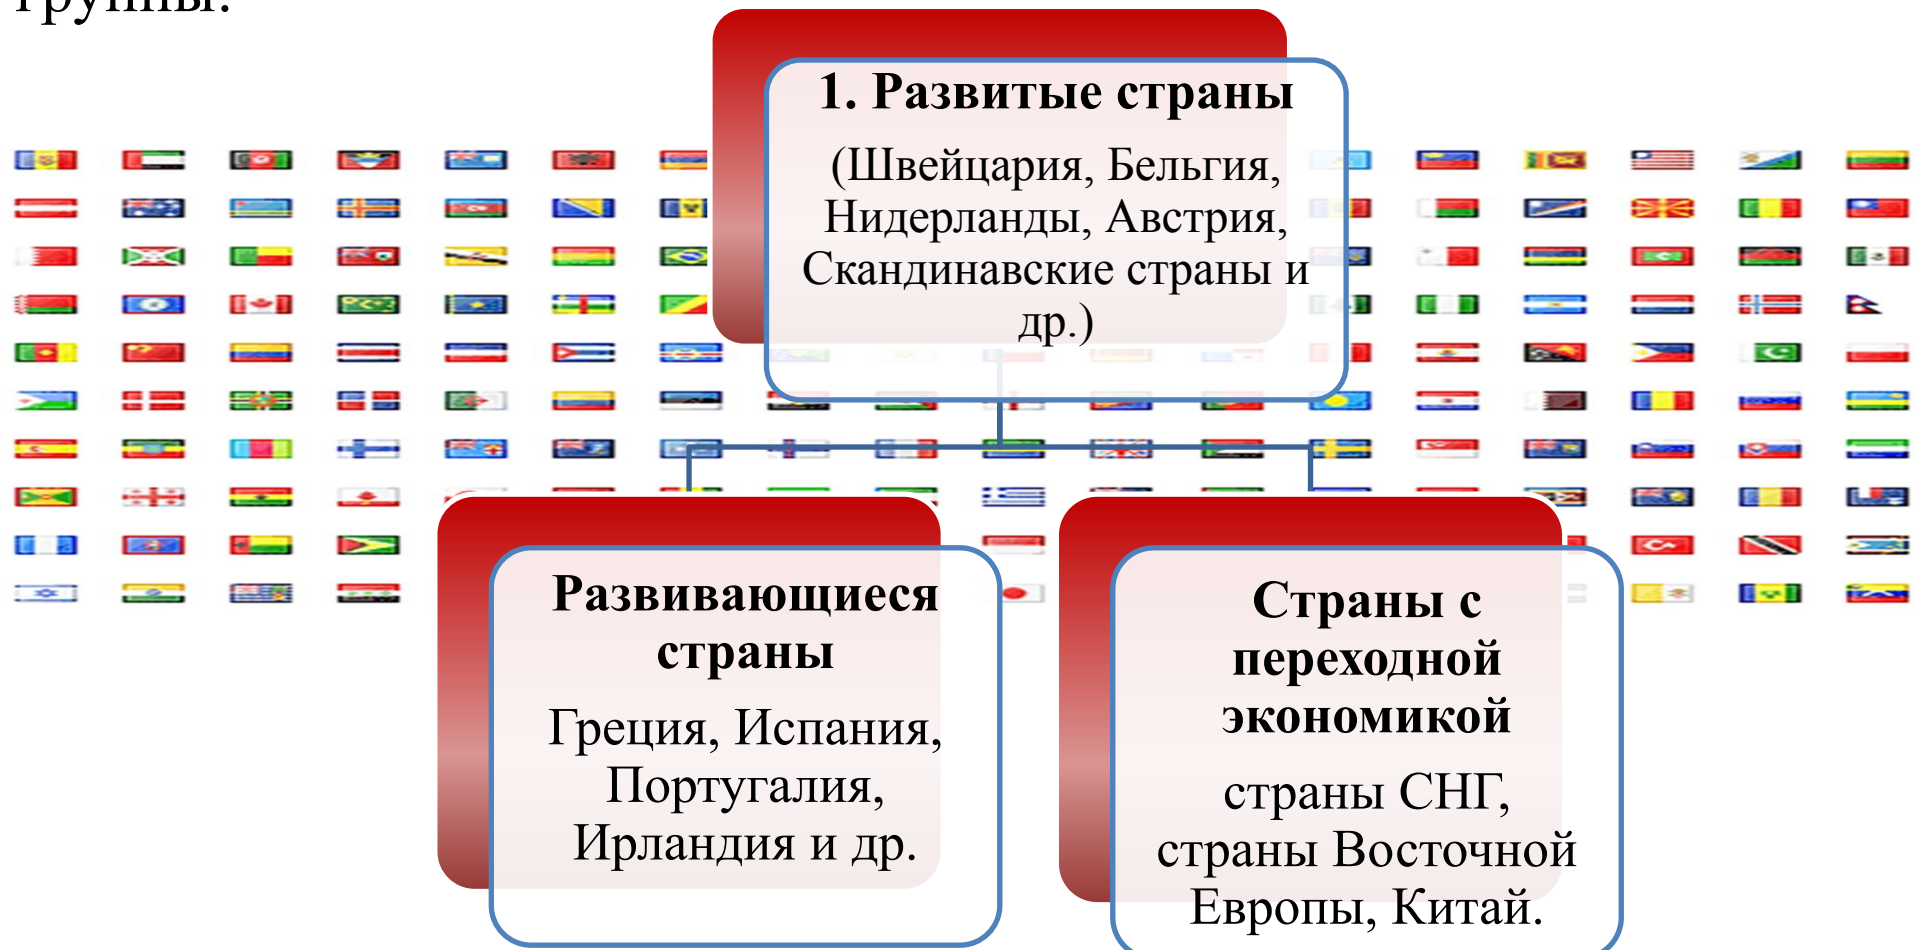 группы:
1. Развитые страны
(Швейцария, Бельгия,
Нидерланды, Австрия,
Скандинавские страны и
др.)
Развивающиеся
страны
Греция, Испания,
Португалия,
Ирландия и др.
Страны с
переходной
экономикой
страны СНГ,
страны Восточной
Европы, Китай.